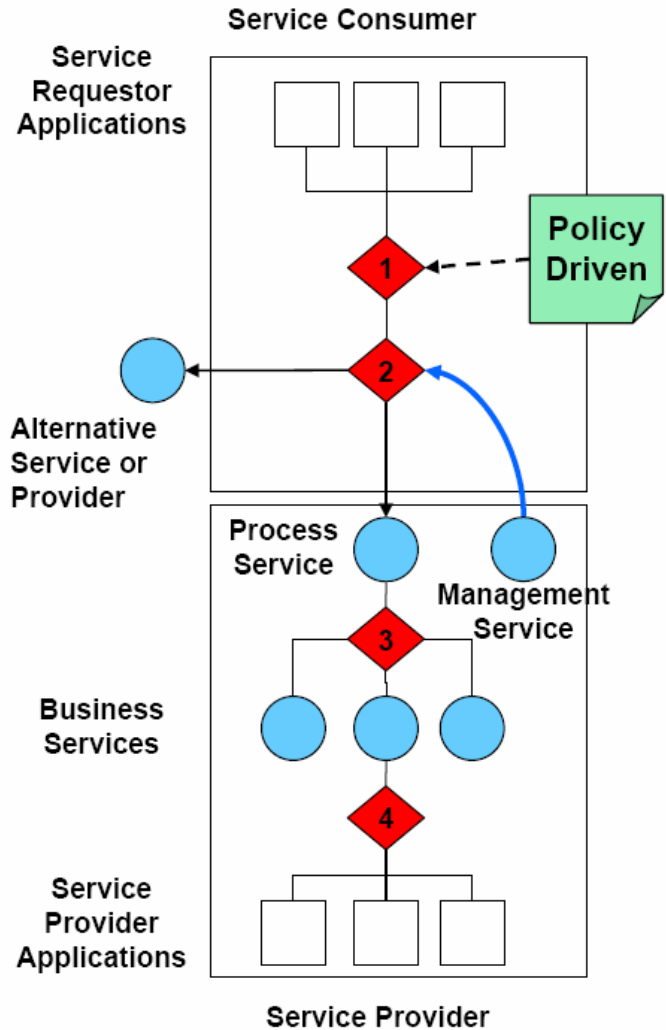 Service Consumer
Service
Requestor
Applications
Policy
Driven
1
2
Alternative
Service or
Provider
Process
Service
Management
Service
3
Business
Services
4
Service
Provider
Applications
Service Provider